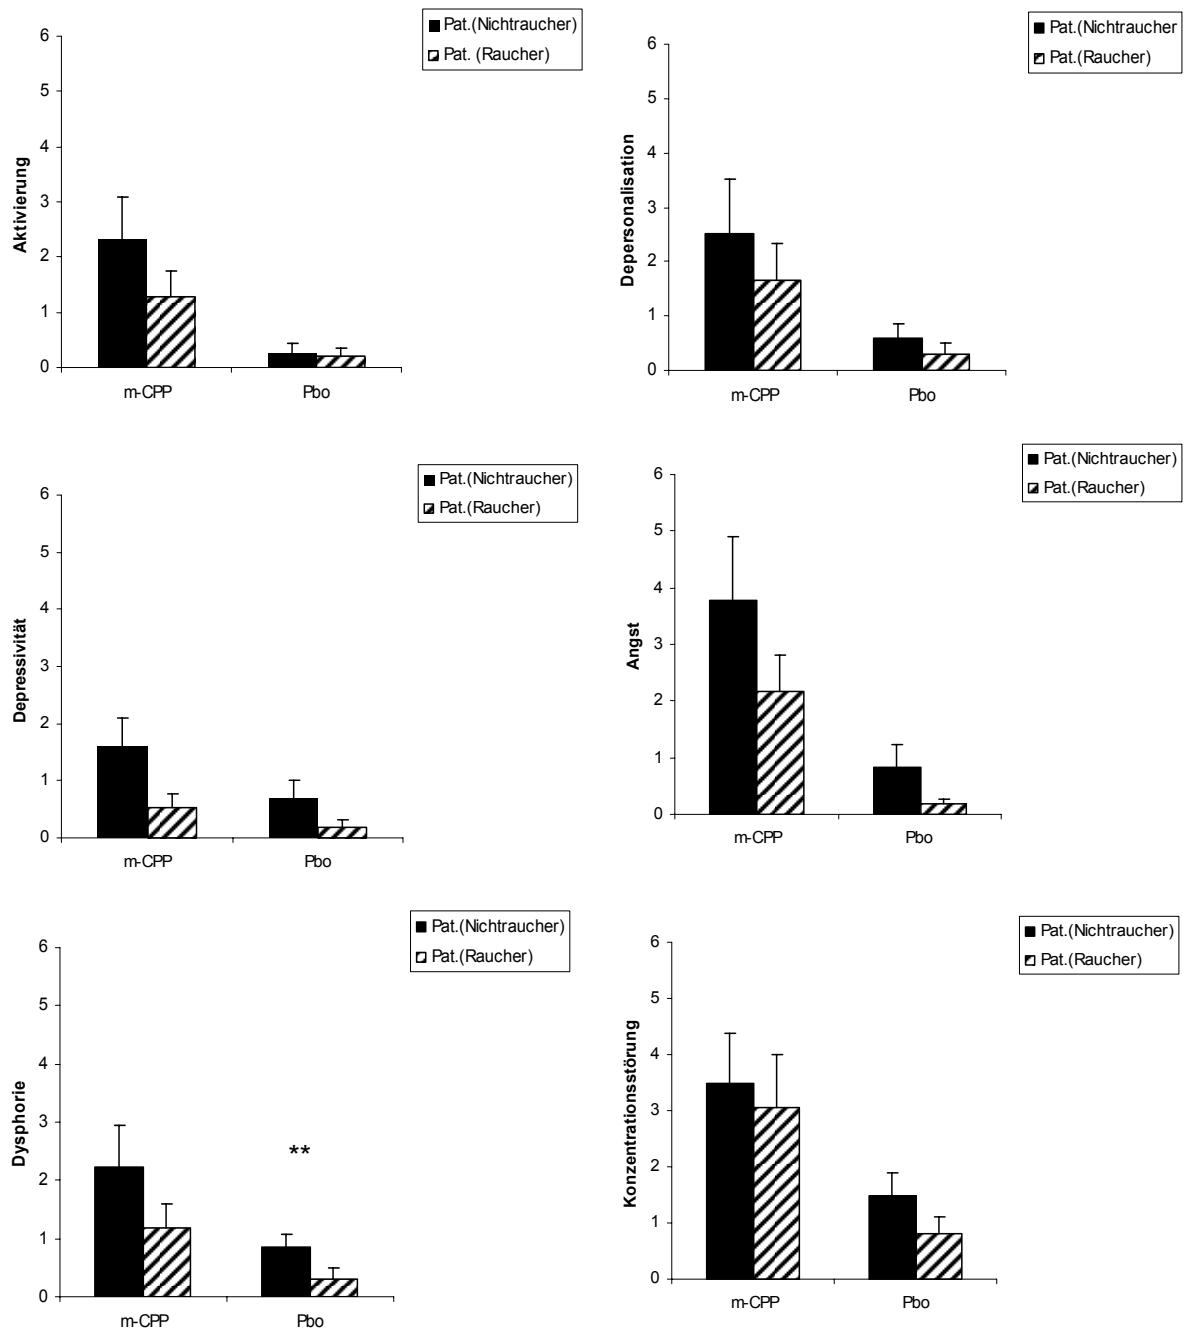 Pat.(Nichtraucher)
Pat. (Raucher)
6
5
4
3
2
1
0
Aktivierung
m-CPP Pbo
Pat.(Nichtraucher
Pat.(Raucher)
6
5
4
3
2
1
0
Depersonalisation
m-CPP Pbo
Pat.(Nichtraucher)
Pat.(Raucher)
6
5
4
3
2
1
0
Depressivität
m-CPP Pbo
Pat.(Nichtraucher)
Pat.(Raucher)
6
5
4
3
2
1
0
Angst
m-CPP Pbo
Pat.(Nichtraucher)
Pat.(Raucher)
6
5
4
3
2
1
0
Dysphorie
**
m-CPP Pbo
Pat.(Nichtraucher)
Pat.(Raucher)
6
5
4
3
2
1
0
Konzentrationsstörung
m-CPP Pbo